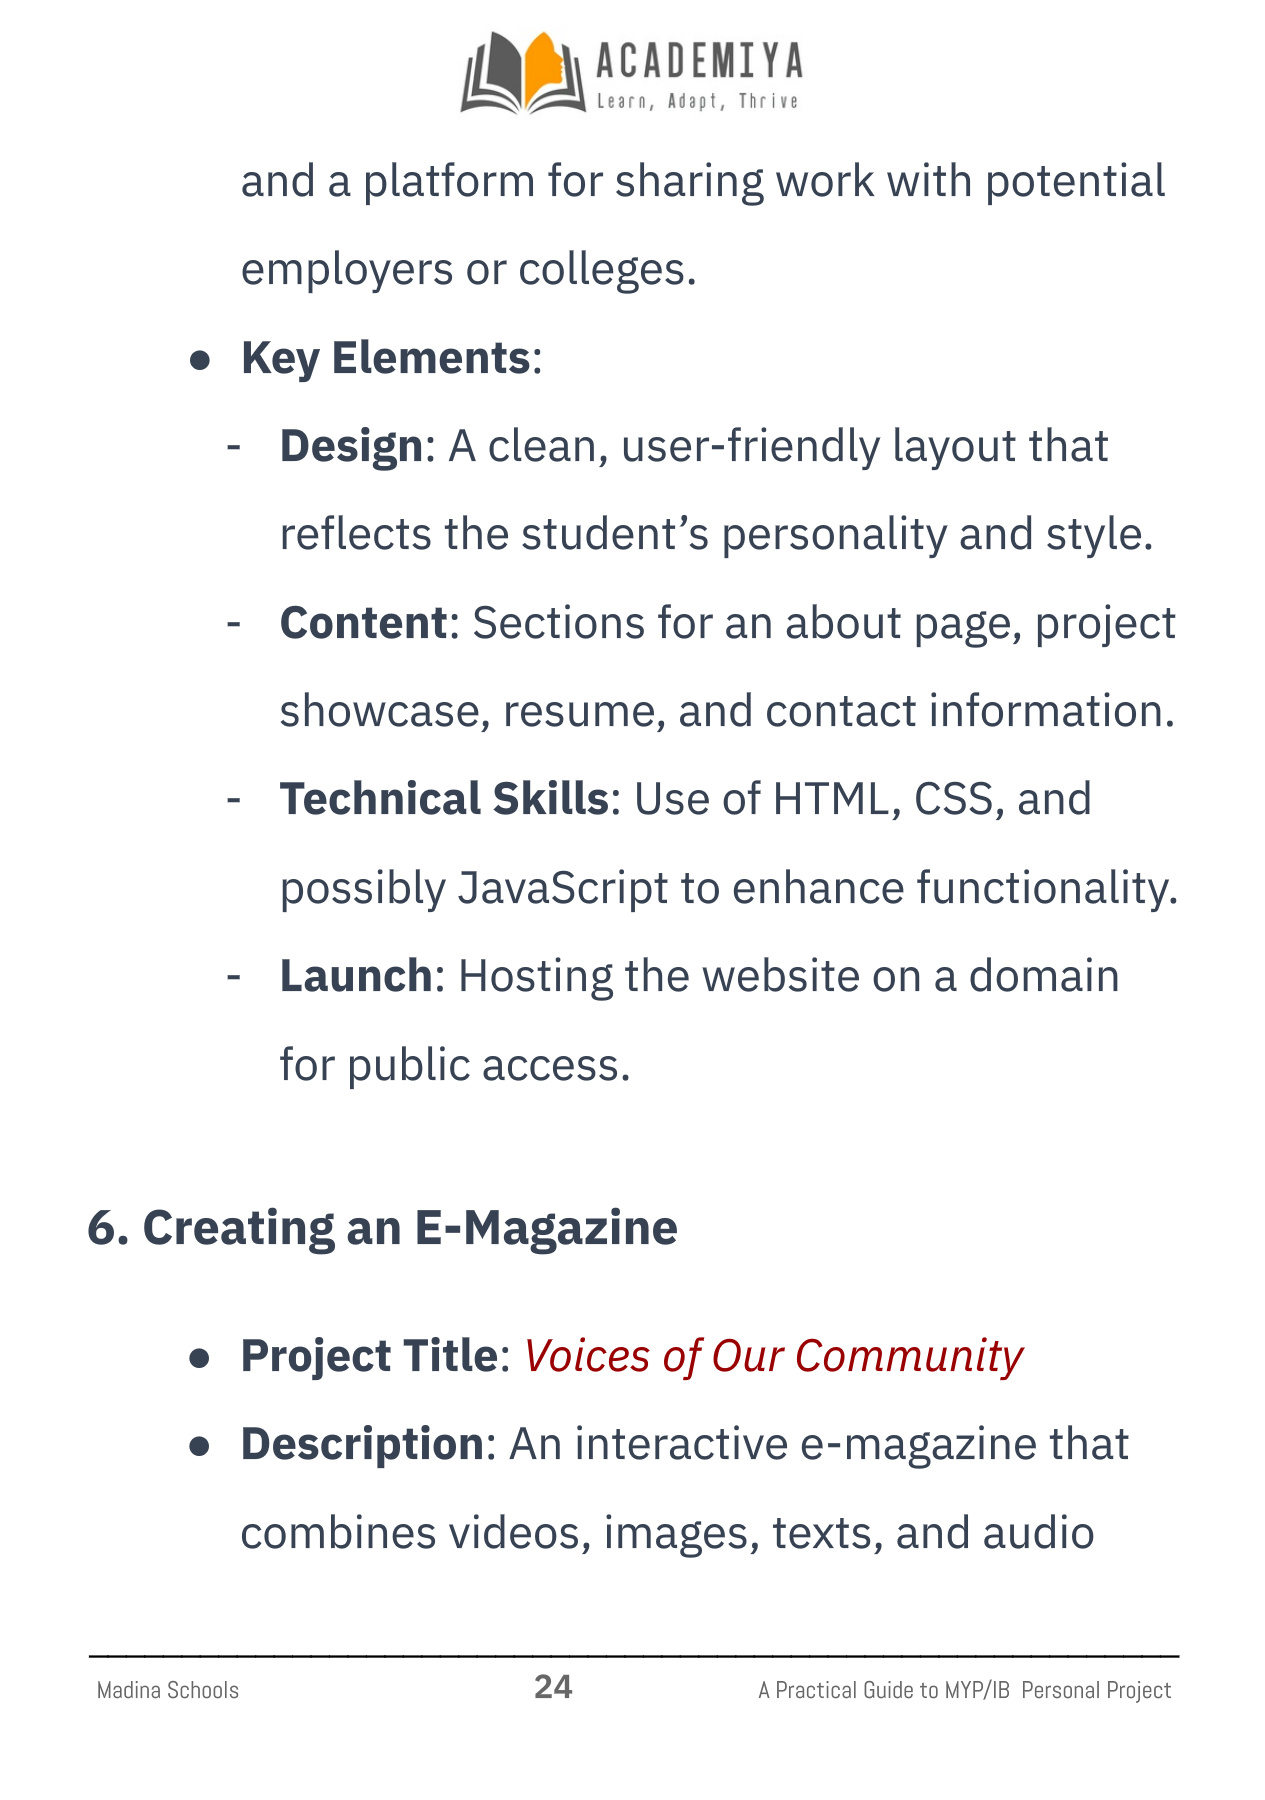 ACADEMIYA
Learn, Adapt, Thrive
and a platform for sharing work with potential
employers or colleges.
● Key Elements:
- Design: A clean, user-friendly layout that
reflects the student’s personality and style.
- Content: Sections for an about page, project
showcase, resume, and contact information.
- Technical Skills: Use of HTML, CSS, and
possibly JavaScript to enhance functionality.
- Launch: Hosting the website on a domain
for public access.
6. Creating an E-Magazine
● Project Title: Voices of Our Community
● Description: An interactive e-magazine that
combines videos, images, texts, and audio
Madina Schools 24 A Practical Guide to MYP/IB Personal Project